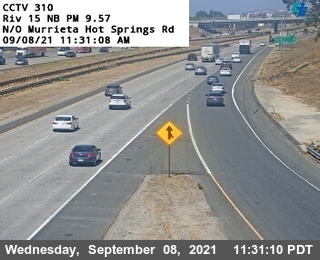 CCTV 310
Riv 15 NB PM 9.57
N/O Murrieta Hot Springs Rd
09/08/21 11:31:08 AM
Wednesday, September 08, 2021 11:31:10 PDT